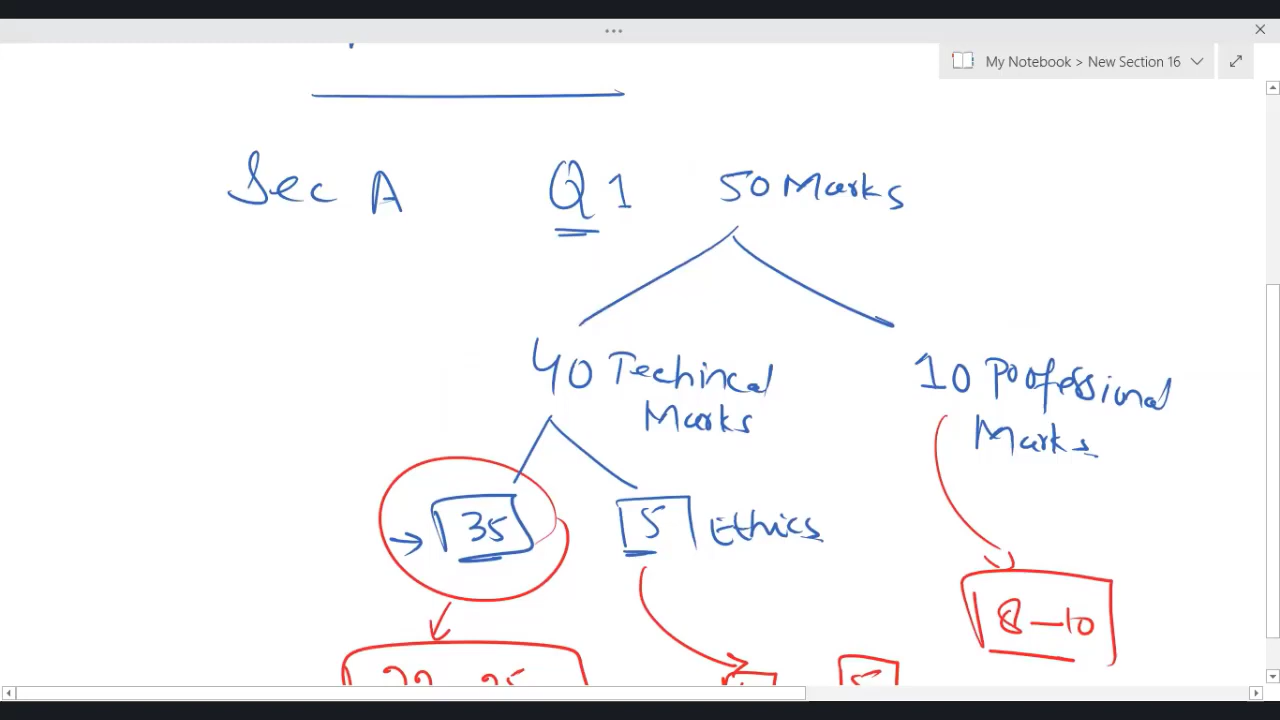 My Notebook > New Section 16
Sec A Q1 50 Marks
40 Techincal
Marks
10 Professional
Marks
35
5 Ethics
8-10